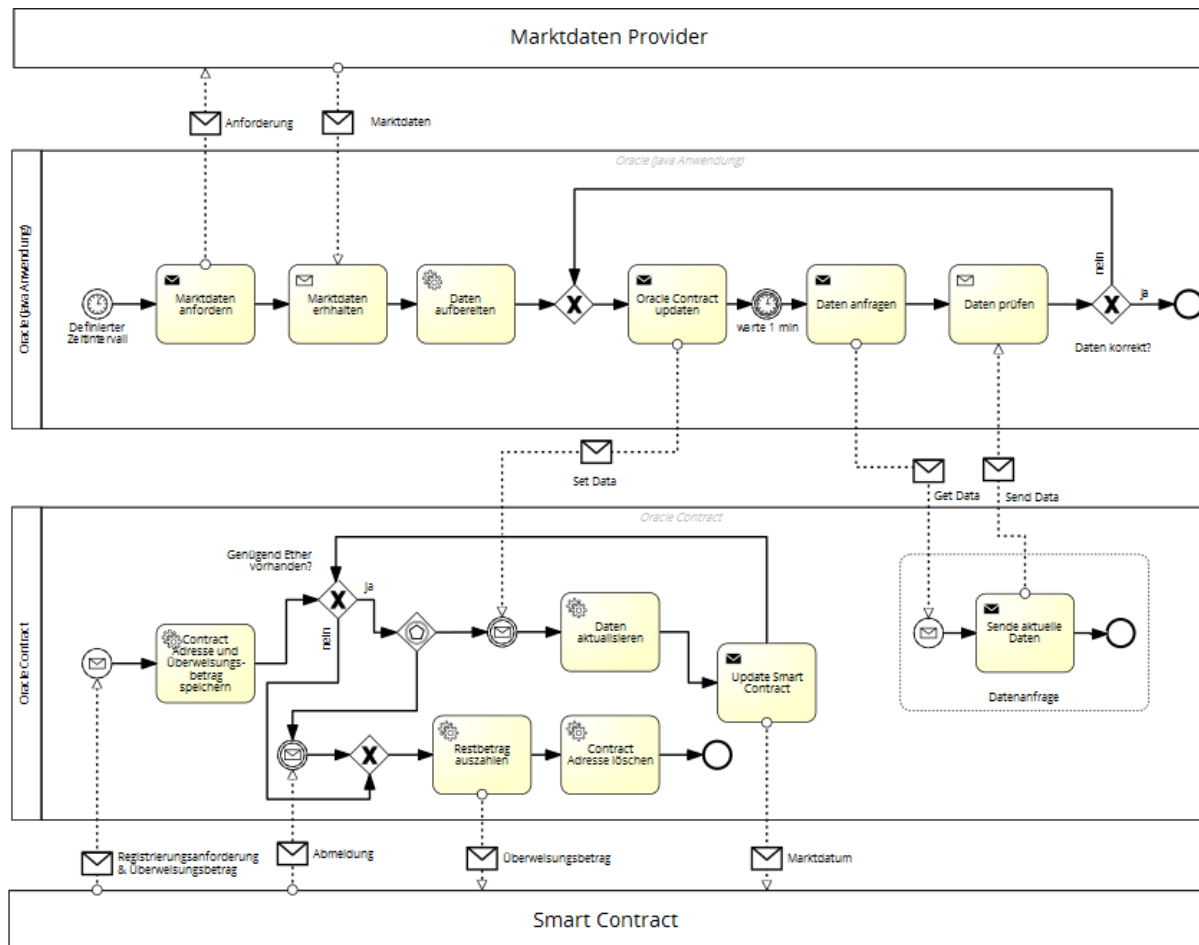 Marktdaten Provider
Anforderung
Marktdaten
Oracle (Java Anwendung)
Oracle (Java Anwendung)
Definierter
Zeitintervall
Marktdaten
anfordern
Marktdaten
ernhalten
Daten
aufbereiten
Oracle Contract
updaten
warte 1 min
Daten anfragen
Daten prüfen
nein
ja
Daten korrekt?
Set Data
Get Data
Send Data
Oracle Contract
Oracle Contract
Genügend Ether
vorhanden?
ja
nein
Contract
Adresse und
Überweisungs-
betrag
speichern
Daten
aktualisieren
Update Smart
Contract
Sende aktuelle
Daten
Datenanfrage
Restbetrag
auszahlen
Contract
Adresse löschen
Registrierungsanforderung
& Überweisungsbetrag
Abmeldung
Überweisungsbetrag
Marktdatum
Smart Contract